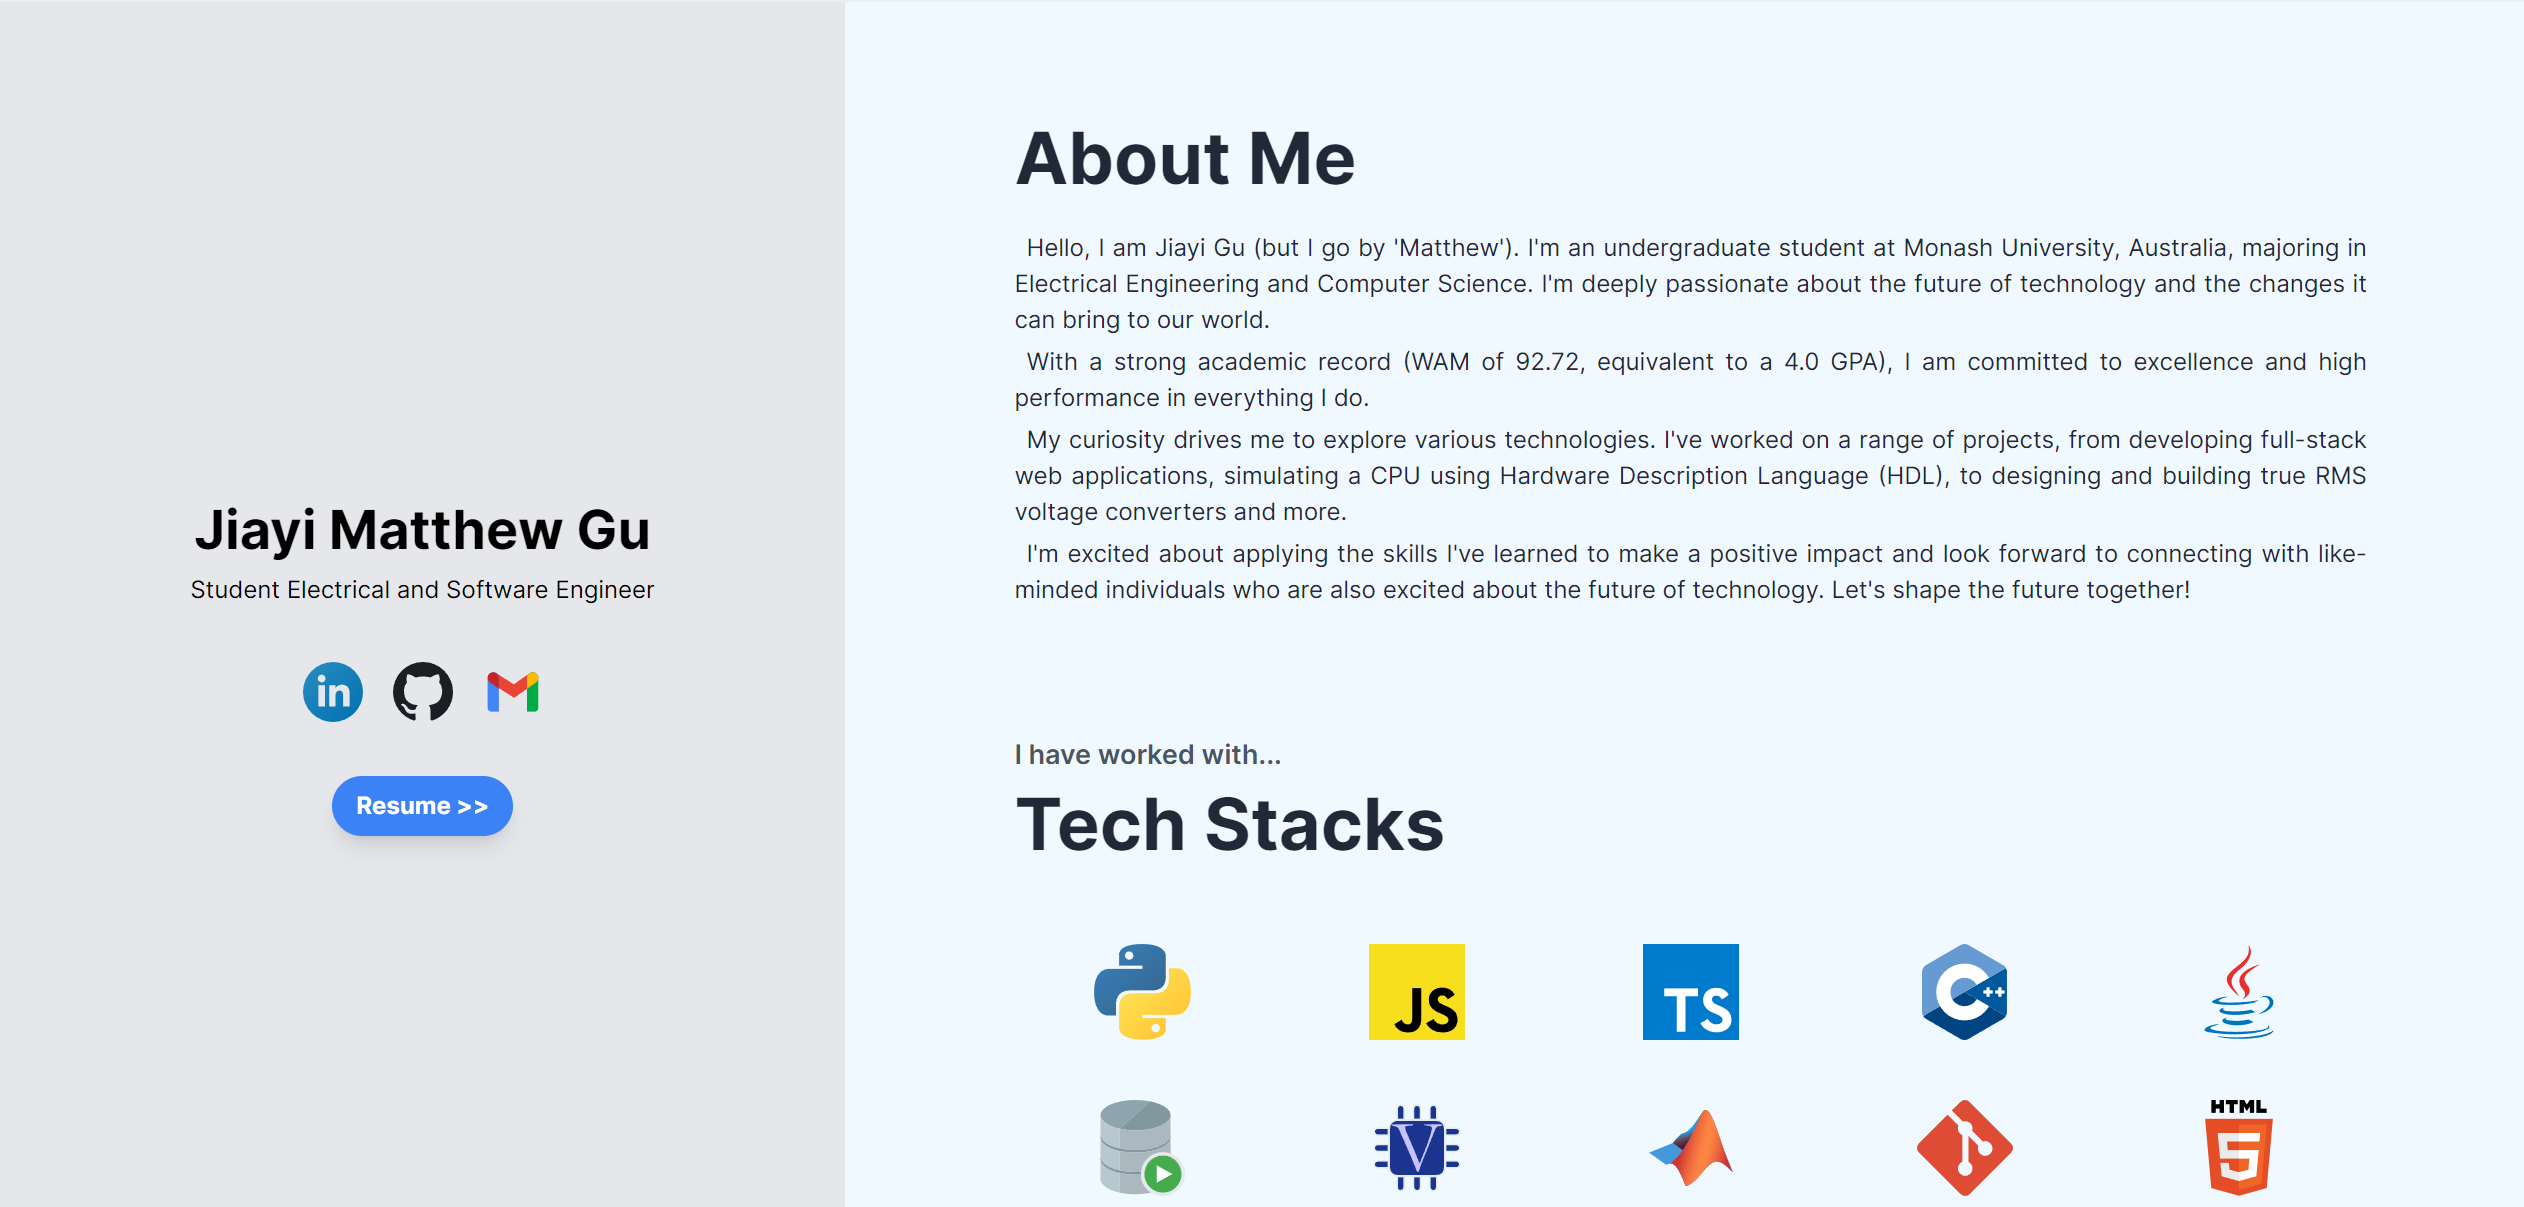 Jiayi Matthew Gu
Student Electrical and Software Engineer
in
Resume >>
About Me
Hello, I am Jiayi Gu (but I go by 'Matthew'). I'm an undergraduate student at Monash University, Australia, majoring in
Electrical Engineering and Computer Science. I'm deeply passionate about the future of technology and the changes it
can bring to our world.
With a strong academic record (WAM of 92.72, equivalent to a 4.0 GPA), I am committed to excellence and high
performance in everything I do.
My curiosity drives me to explore various technologies. I've worked on a range of projects, from developing full-stack
web applications, simulating a CPU using Hardware Description Language (HDL), to designing and building true RMS
voltage converters and more.
I'm excited about applying the skills I've learned to make a positive impact and look forward to connecting with like-
minded individuals who are also excited about the future of technology. Let's shape the future together!
I have worked with...
Tech Stacks
JS
TS
C++
V
HTML
5